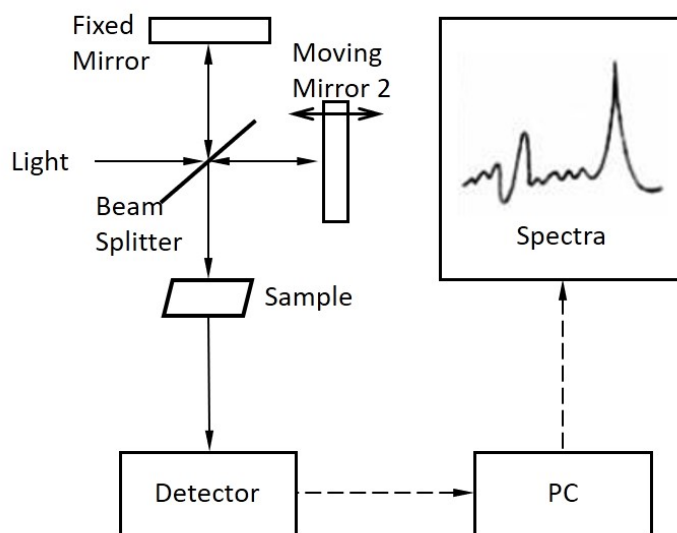 Fixed
Mirror
Moving
Mirror 2
Light
Beam
Splitter
Sample
Spectra
Detector
PC